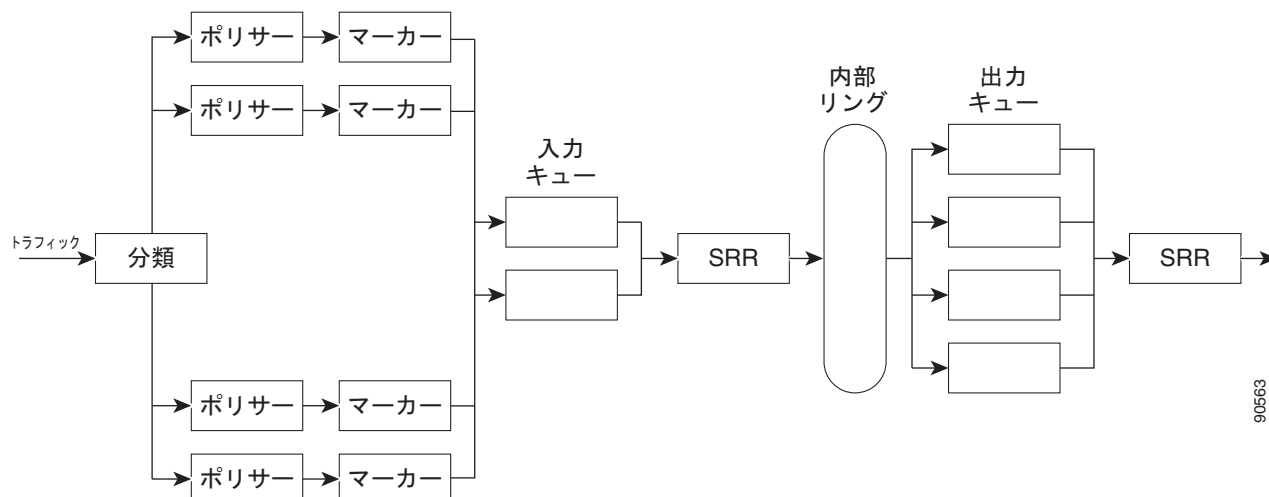 ポリサー
マーカー
ポリサー
マーカー
内部
リング
出力
キュー
入力
キュー
トラフィック
分類
SRR
SRR
ポリサー
マーカー
ポリサー
マーカー
90563